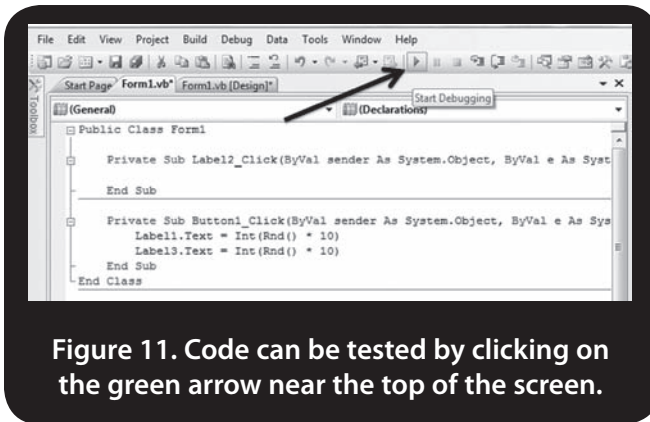 File Edit View Project Build Debug Data Tools Window Help
Start Page Form1.vb* Form1.vb [Design]*
Toolbox
(General) (Declarations)
Start Debugging
Public Class Form1
Private Sub Label2_Click(ByVal sender As System.Object, ByVal e As Syst
End Sub
Private Sub Button1_Click(ByVal sender As System.Object, ByVal e As Sys
Label1.Text = Int(Rnd() * 10)
Label3.Text = Int(Rnd() * 10)
End Sub
End Class
Figure 11. Code can be tested by clicking on
the green arrow near the top of the screen.